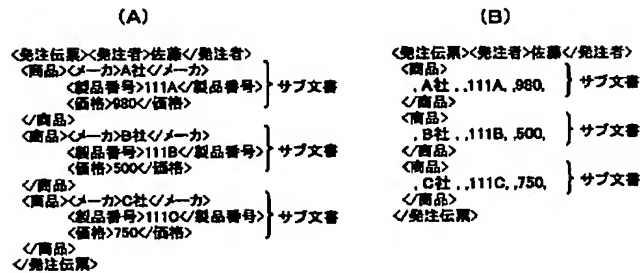 (A)
<発注伝票><発注者>佐藤</発注者>
<商品><メーカ>A社</メーカ>
<製品番号>111A</製品番号>
<価格>980</価格>
サブ文書
</商品>
<商品><メーカ>B社</メーカ>
<製品番号>111B</製品番号>
<価格>500</価格>
サブ文書
</商品>
<商品><メーカ>C社</メーカ>
<製品番号>111C</製品番号>
<価格>750</価格>
サブ文書
</商品>
</発注伝票>
(B)
<発注伝票><発注者>佐藤</発注者>
<商品>
, A社 , ,111A, ,980,
サブ文書
</商品>
<商品>
, B社 , ,111B, ,500,
サブ文書
</商品>
<商品>
, C社 , ,111C, ,750,
サブ文書
</商品>
</発注伝票>